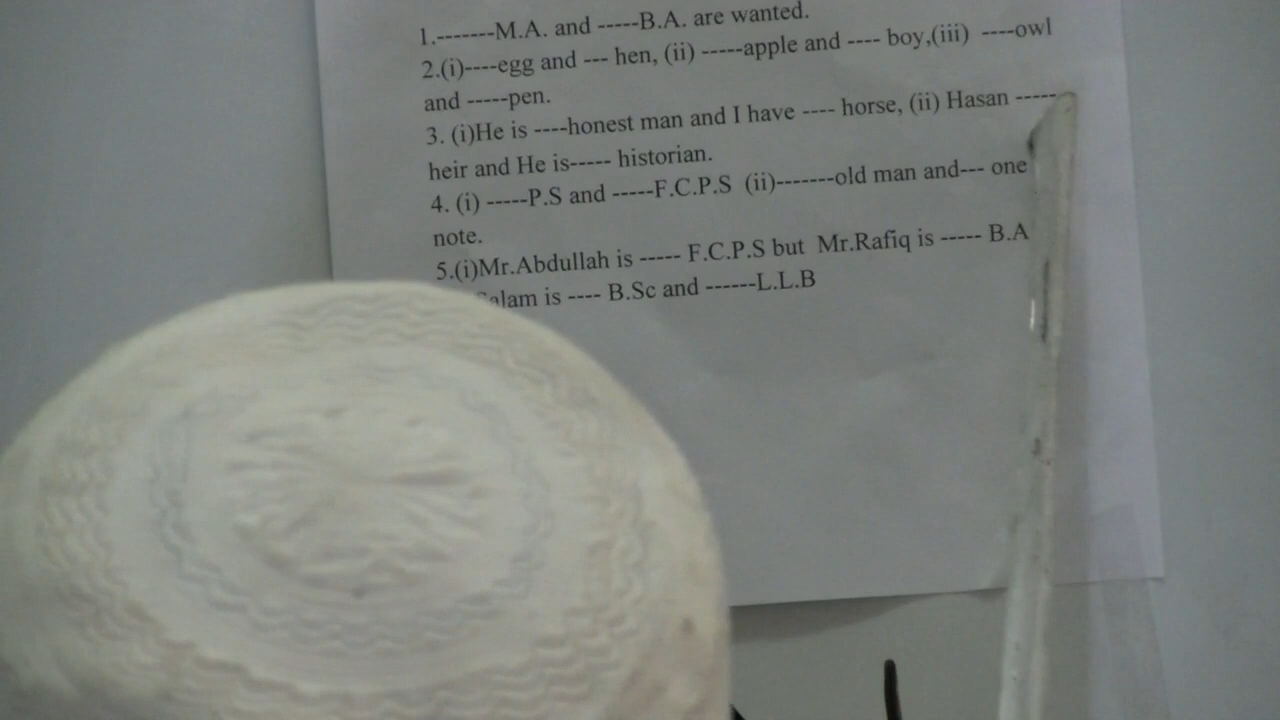 1.-------M.A. and -----B.A. are wanted.
2.(i)----egg and --- hen, (ii) -----apple and ---- boy,(iii) ----owl
and -----pen.
3. (i)He is ----honest man and I have ---- horse, (ii) Hasan -----
heir and He is----- historian.
4. (i) -----P.S and -----F.C.P.S (ii)-------old man and--- one
note.
5.(i)Mr.Abdullah is ----- F.C.P.S but Mr.Rafiq is ----- B.A
is ---- B.Sc and ------L.L.B